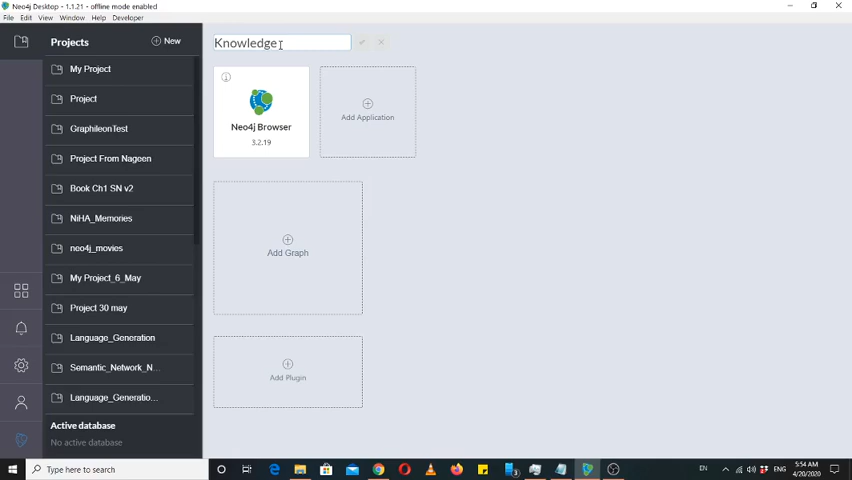 Neo4j Desktop - 1.1.21 - offline mode enabled
File Edit View Window Help Developer
Projects
New
My Project
Project
GraphileonTest
Project From Nageen
Book Ch1 SN v2
NiHA_Memories
neo4j_movies
My Project_6_May
Project 30 may
Language_Generation
Semantic_Network_N...
Language_Generatio...
Active database
No active database
Knowledge
Neo4j Browser
3.2.19
Add Application
Add Graph
Add Plugin
Type here to search
EN
ENG
5:54 AM
4/20/2020